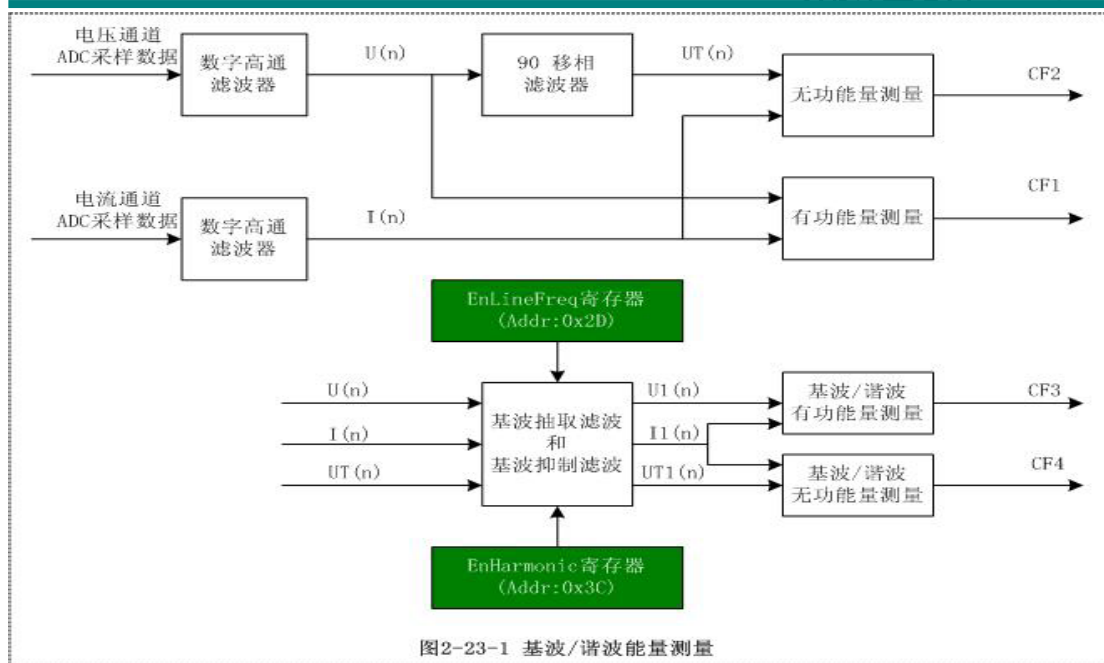 电压通道
ADC采样数据
数字高通
滤波器
U(n)
90 移相
滤波器
UT(n)
无功能量测量
CF2
电流通道
ADC采样数据
数字高通
滤波器
I(n)
有功能量测量
CF1
EnLineFreq寄存器
(Addr:0x2D)
U(n)
I(n)
UT(n)
基波抽取滤波
和
基波抑制滤波
U1(n)
I1(n)
UT1(n)
基波/谐波
有功能量测量
CF3
基波/谐波
无功能量测量
CF4
EnHarmonic寄存器
(Addr:0x3C)
图2-23-1 基波/谐波能量测量